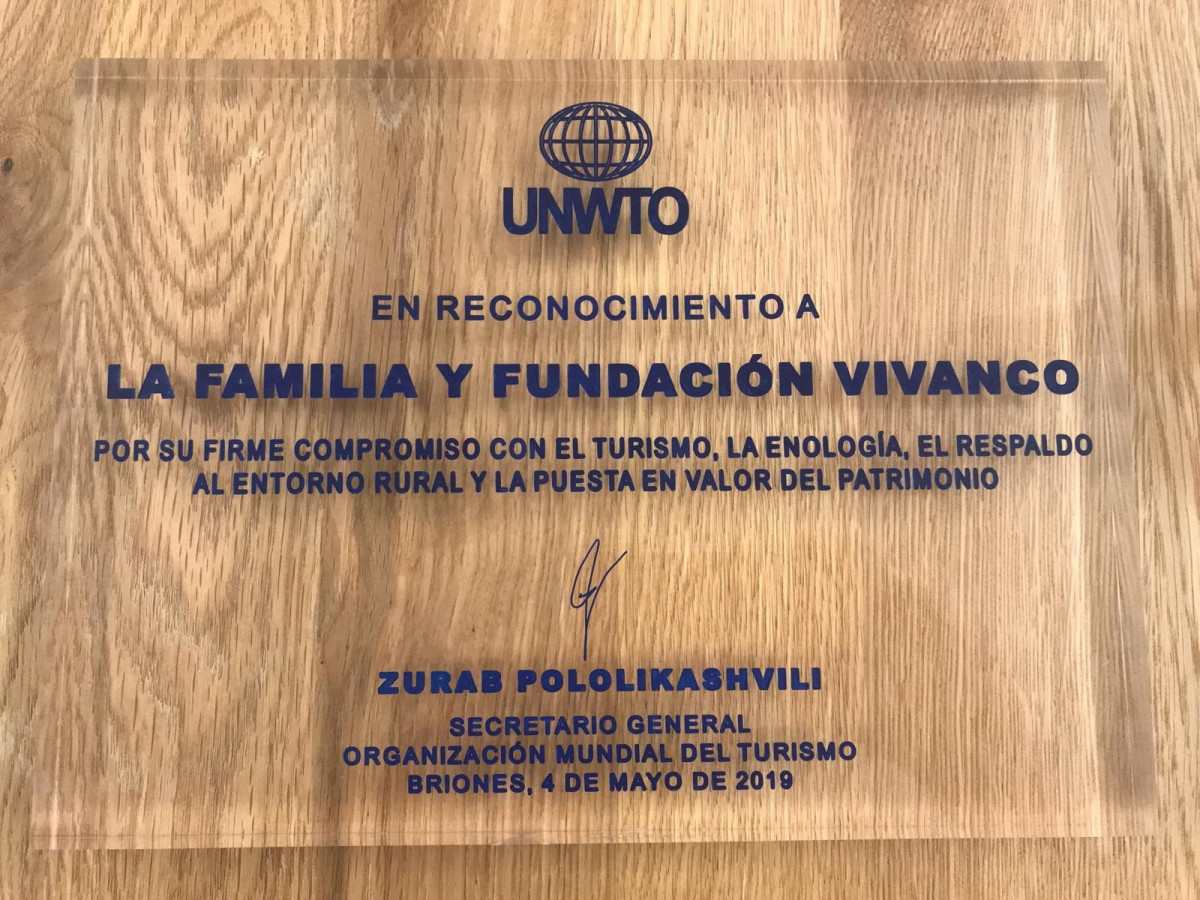 UNWTO
EN RECONOCIMIENTO A
LA FAMILIA Y FUNDACIÓN VIVANCO
POR SU FIRME COMPROMISO CON EL TURISMO, LA ENOLOGÍA, EL RESPALDO
AL ENTORNO RURAL Y LA PUESTA EN VALOR DEL PATRIMONIO
ZURAB POLOLIKASHVILI
SECRETARIO GENERAL
ORGANIZACIÓN MUNDIAL DEL TURISMO
BRIONES, 4 DE MAYO DE 2019